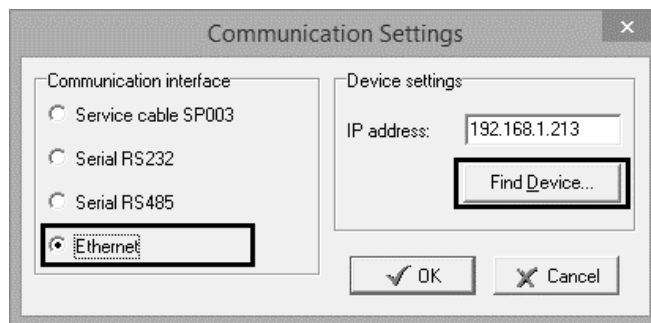 Communication Settings
Communication interface
Service cable SP003
Serial RS232
Serial RS485
Ethernet
Device settings
IP address: 192.168.1.213
Find Device...
OK
Cancel